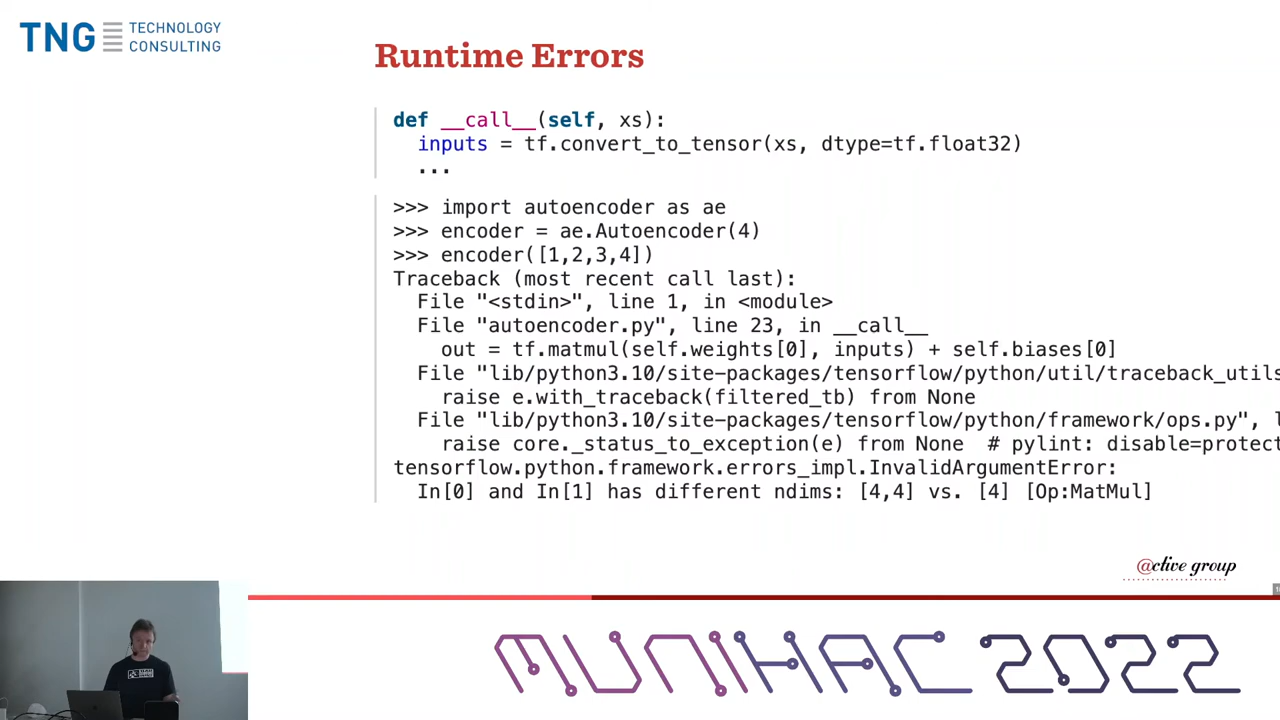 TNG TECHNOLOGY
CONSULTING
Runtime Errors
def __call__(self, xs):
  inputs = tf.convert_to_tensor(xs, dtype=tf.float32)
  ...
>>> import autoencoder as ae
>>> encoder = ae.Autoencoder(4)
>>> encoder([1,2,3,4])
Traceback (most recent call last):
  File "<stdin>", line 1, in <module>
  File "autoencoder.py", line 23, in __call__
    out = tf.matmul(self.weights[0], inputs) + self.biases[0]
  File "lib/python3.10/site-packages/tensorflow/python/util/traceback_utils
    raise e.with_traceback(filtered_tb) from None
  File "lib/python3.10/site-packages/tensorflow/python/framework/ops.py", l
    raise core._status_to_exception(e) from None  # pylint: disable=protect
tensorflow.python.framework.errors_impl.InvalidArgumentError:
  In[0] and In[1] has different ndims: [4,4] vs. [4] [Op:MatMul]
@ctive group
MUNIHAC 2022